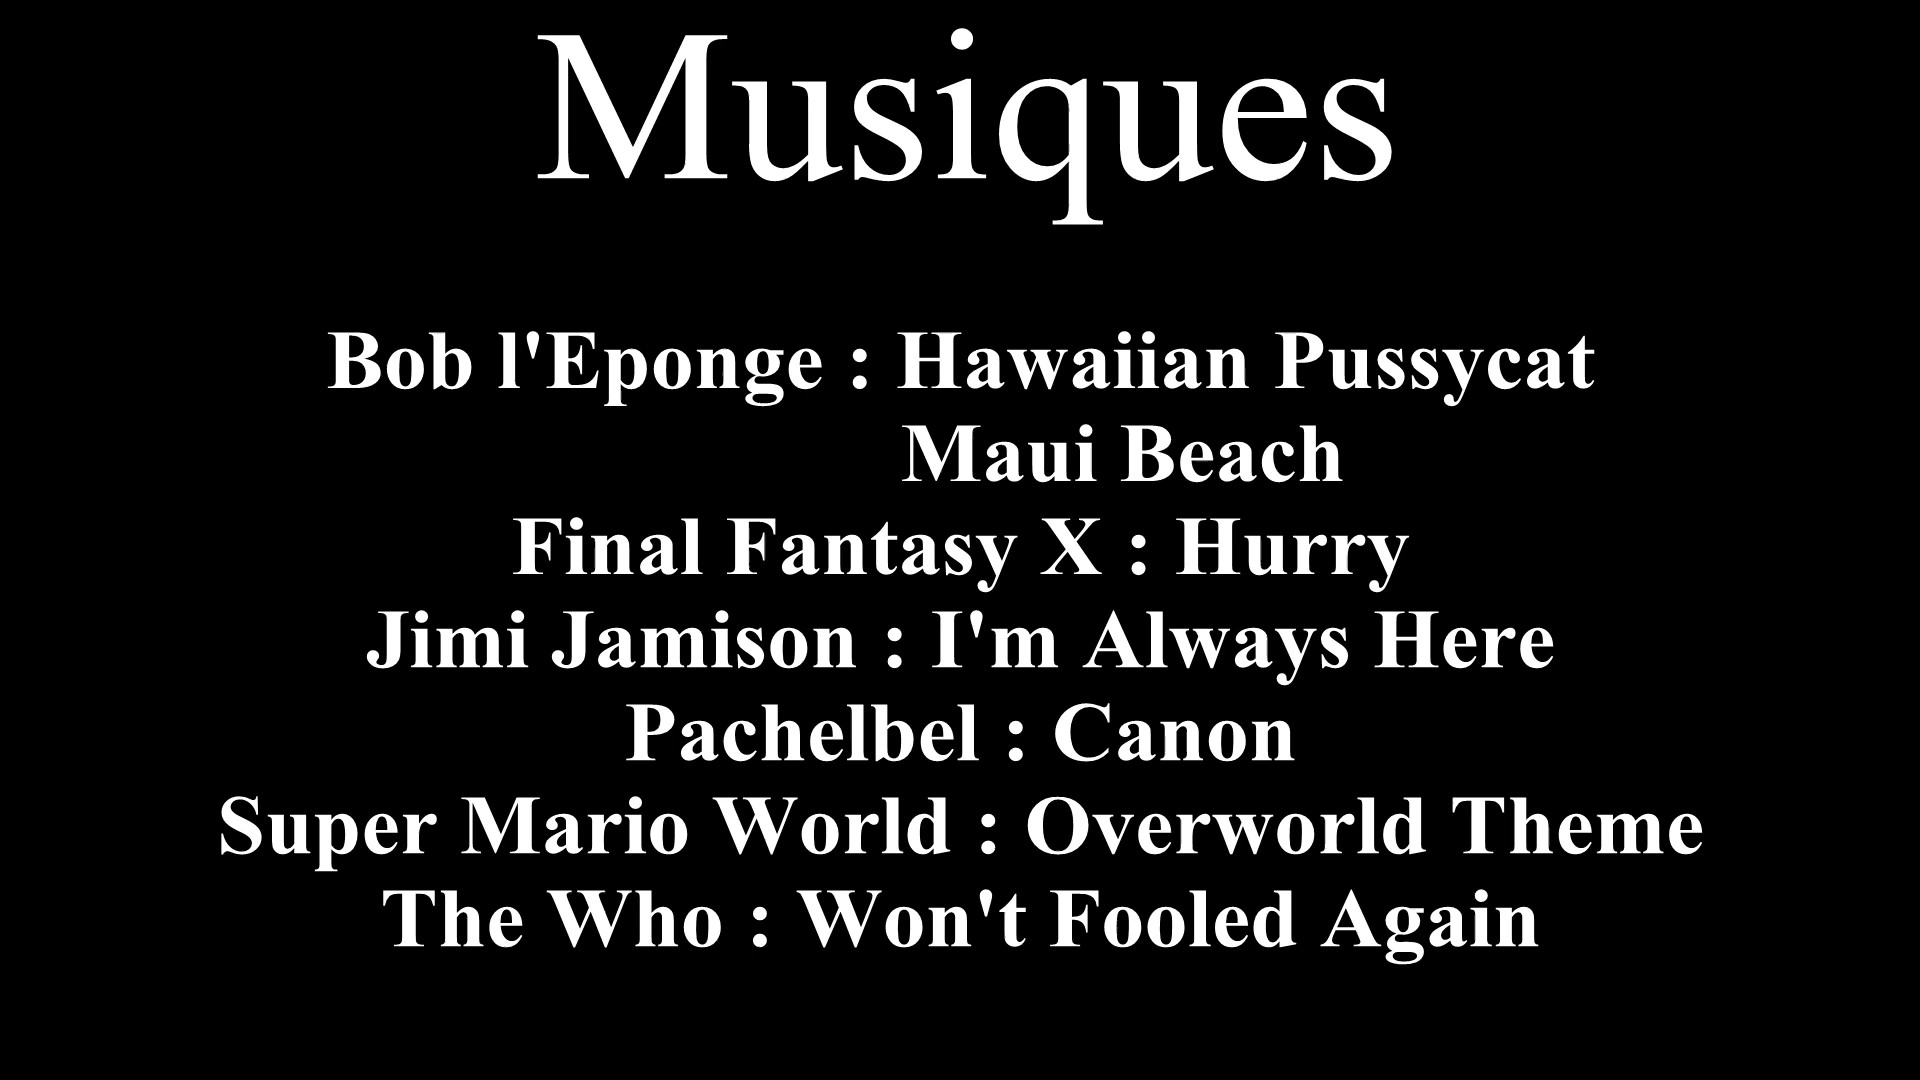 Musiques
Bob l'Eponge : Hawaiian Pussycat
Maui Beach
Final Fantasy X : Hurry
Jimi Jamison : I'm Always Here
Pachelbel : Canon
Super Mario World : Overworld Theme
The Who : Won't Fooled Again